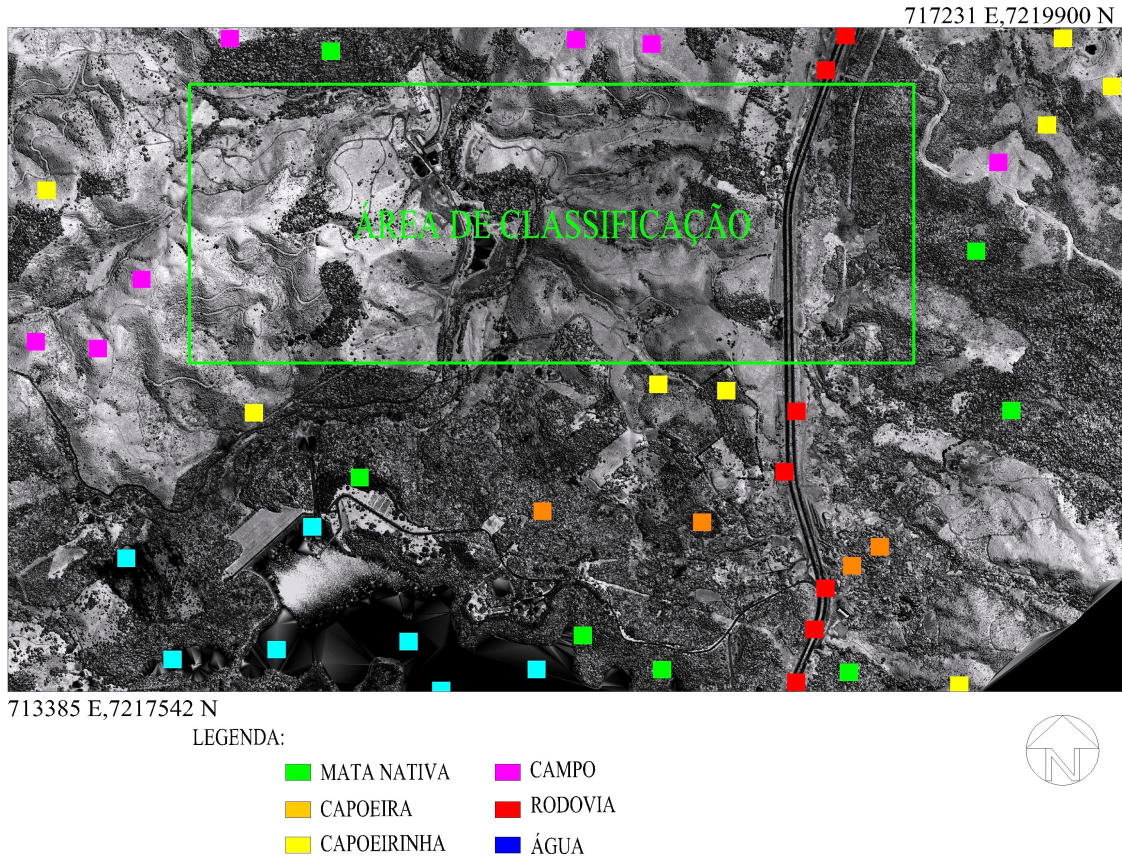 717231 E,7219900 N
ÁREA DE CLASSIFICAÇÃO
713385 E,7217542 N
LEGENDA:
MATA NATIVA
CAMPO
CAPOEIRA
RODOVIA
CAPOEIRINHA
ÁGUA
N